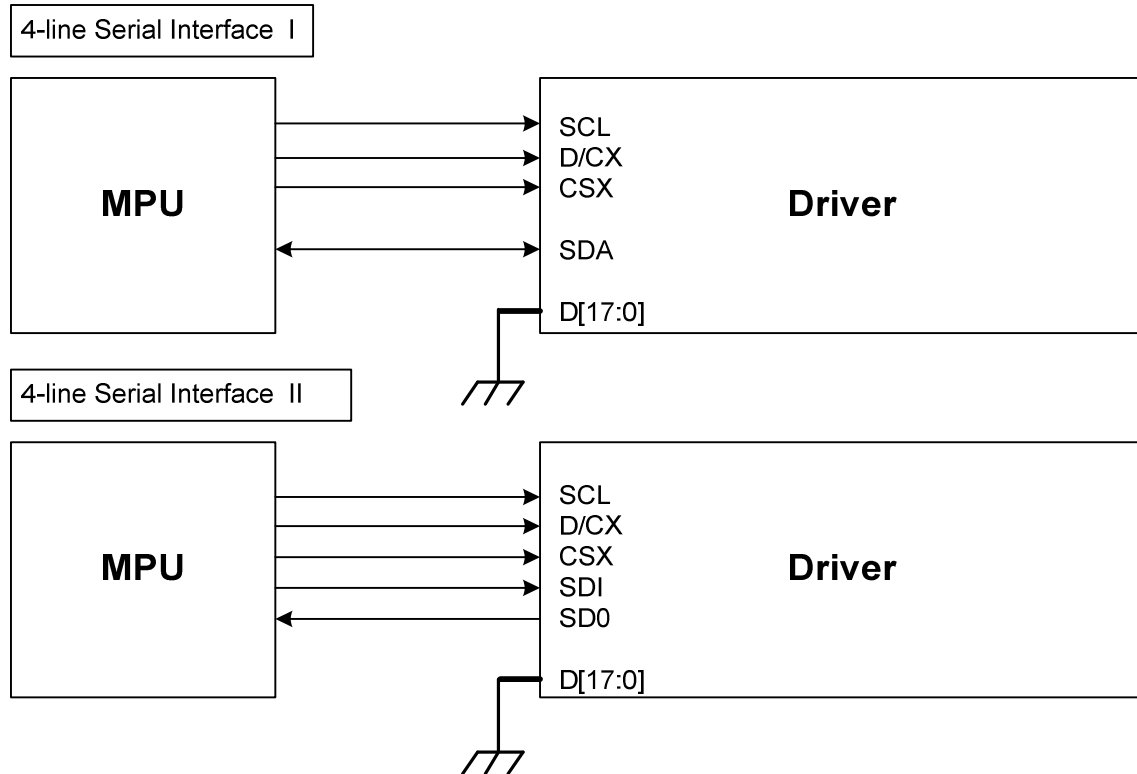 4-line Serial Interface I
MPU
SCL
D/CX
CSX
SDA
D[17:0]
Driver
4-line Serial Interface II
MPU
SCL
D/CX
CSX
SDI
SD0
D[17:0]
Driver